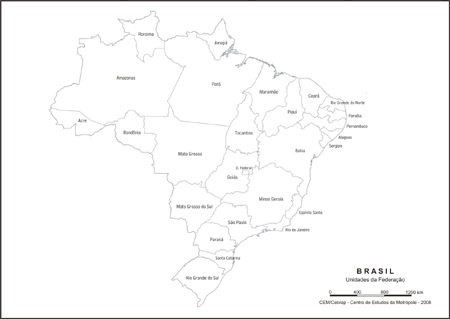 Roraima
Amapá
Amazonas
Pará
Maranhão
Ceará
Rio Grande do Norte
Paraíba
Piauí
Pernambuco
Acre
Alagoas
Rondônia
Tocantins
Sergipe
Bahia
Mato Grosso
D. Federal
Goiás
Minas Gerais
Mato Grosso do Sul
Espírito Santo
São Paulo
Rio de Janeiro
Paraná
Santa Catarina
Rio Grande do Sul
BRASIL
Unidades da Federação
0 400 800 1200 km
CEM/Cebrap - Centro de Estudos da Metrópole - 2008